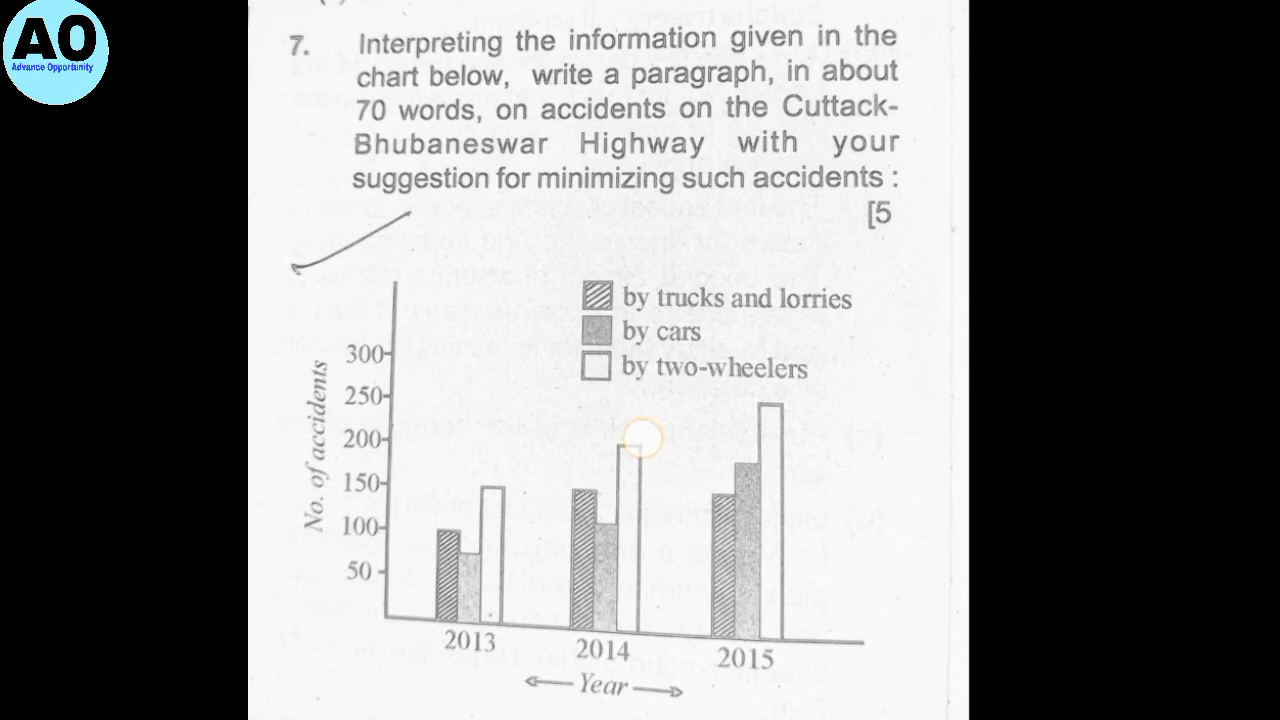 AO
Advance Opportunity
7. Interpreting the information given in the
chart below, write a paragraph, in about
70 words, on accidents on the Cuttack-
Bhubaneswar Highway with your
suggestion for minimizing such accidents :
[5
by trucks and lorries
by cars
by two-wheelers
No. of accidents
300
250
200
150
100
50
2013
2014
2015
Year